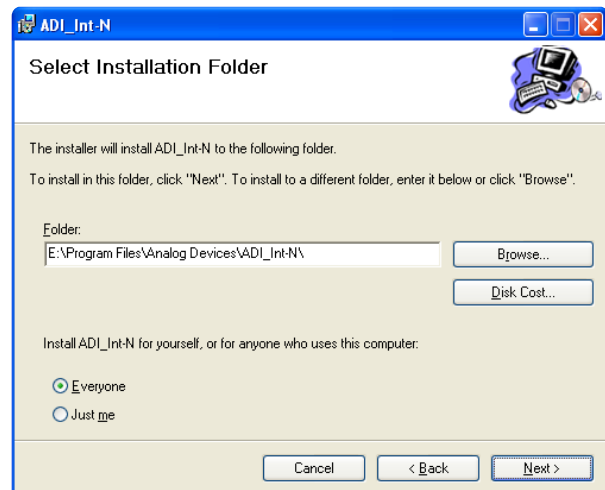 ADI_Int-N
Select Installation Folder
The installer will install ADI_Int-N to the following folder.
To install in this folder, click "Next". To install to a different folder, enter it below or click "Browse".
Folder:
E:\Program Files\Analog Devices\ADI_Int-N\
Browse...
Disk Cost...
Install ADI_Int-N for yourself, or for anyone who uses this computer:
Everyone
Just me
Cancel
< Back
Next >